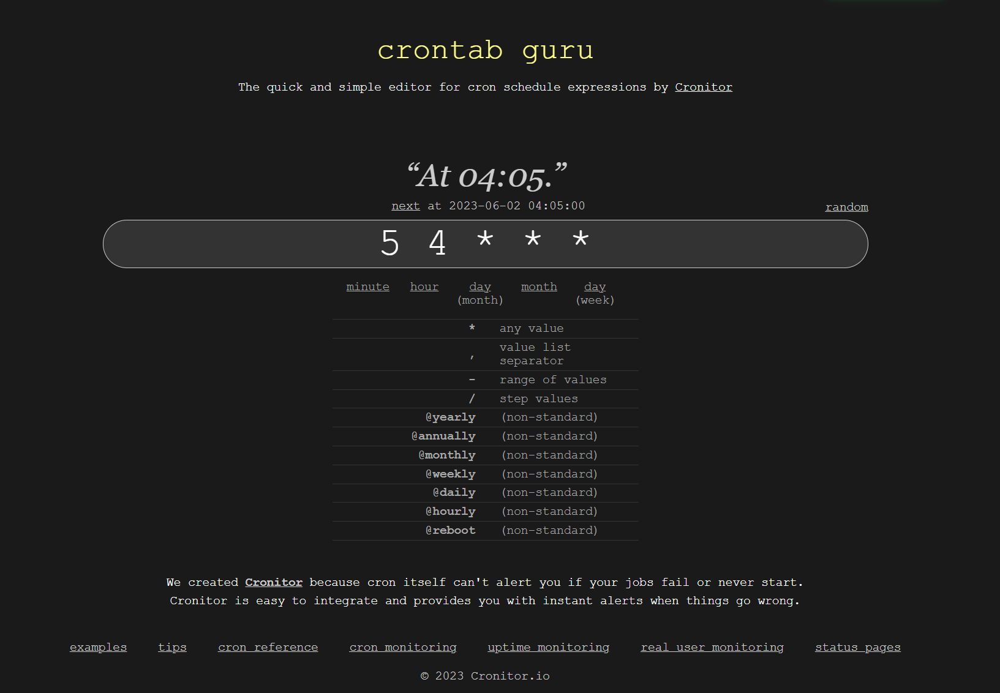 crontab guru
The quick and simple editor for cron schedule expressions by Cronitor
“At 04:05.”
next at 2023-06-02 04:05:00
random
5 4 * * *
minute hour day (month) month day (week)
* any value
, value list separator
- range of values
/ step values
@yearly (non-standard)
@annually (non-standard)
@monthly (non-standard)
@weekly (non-standard)
@daily (non-standard)
@hourly (non-standard)
@reboot (non-standard)
We created Cronitor because cron itself can't alert you if your jobs fail or never start.
Cronitor is easy to integrate and provides you with instant alerts when things go wrong.
examples tips cron reference cron monitoring uptime monitoring real user monitoring status pages
© 2023 Cronitor.io